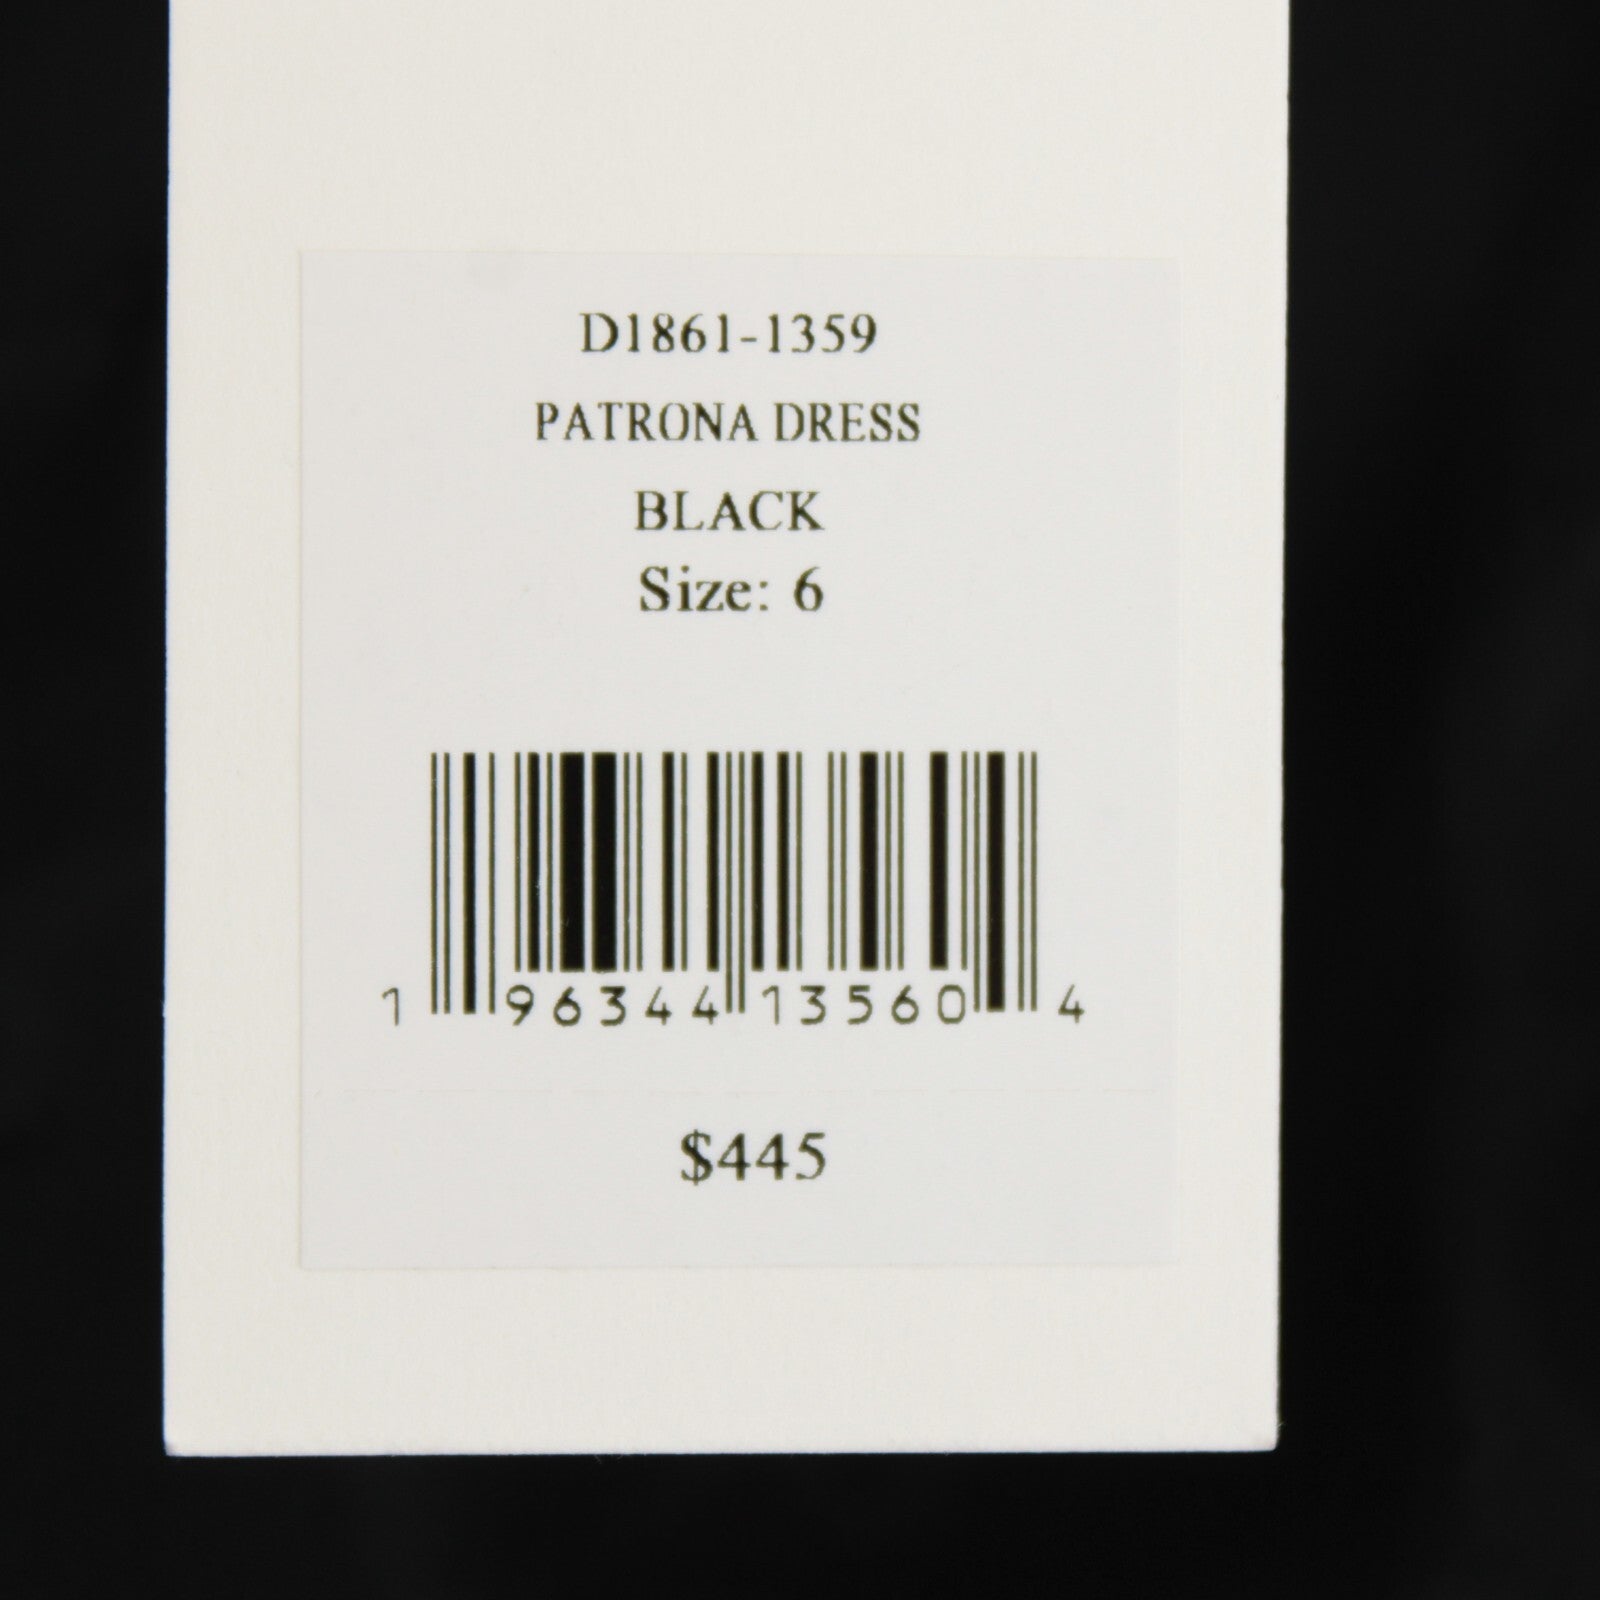 D1861-1359
PATRONA DRESS
BLACK
Size: 6
1 96344 13560 4
$445